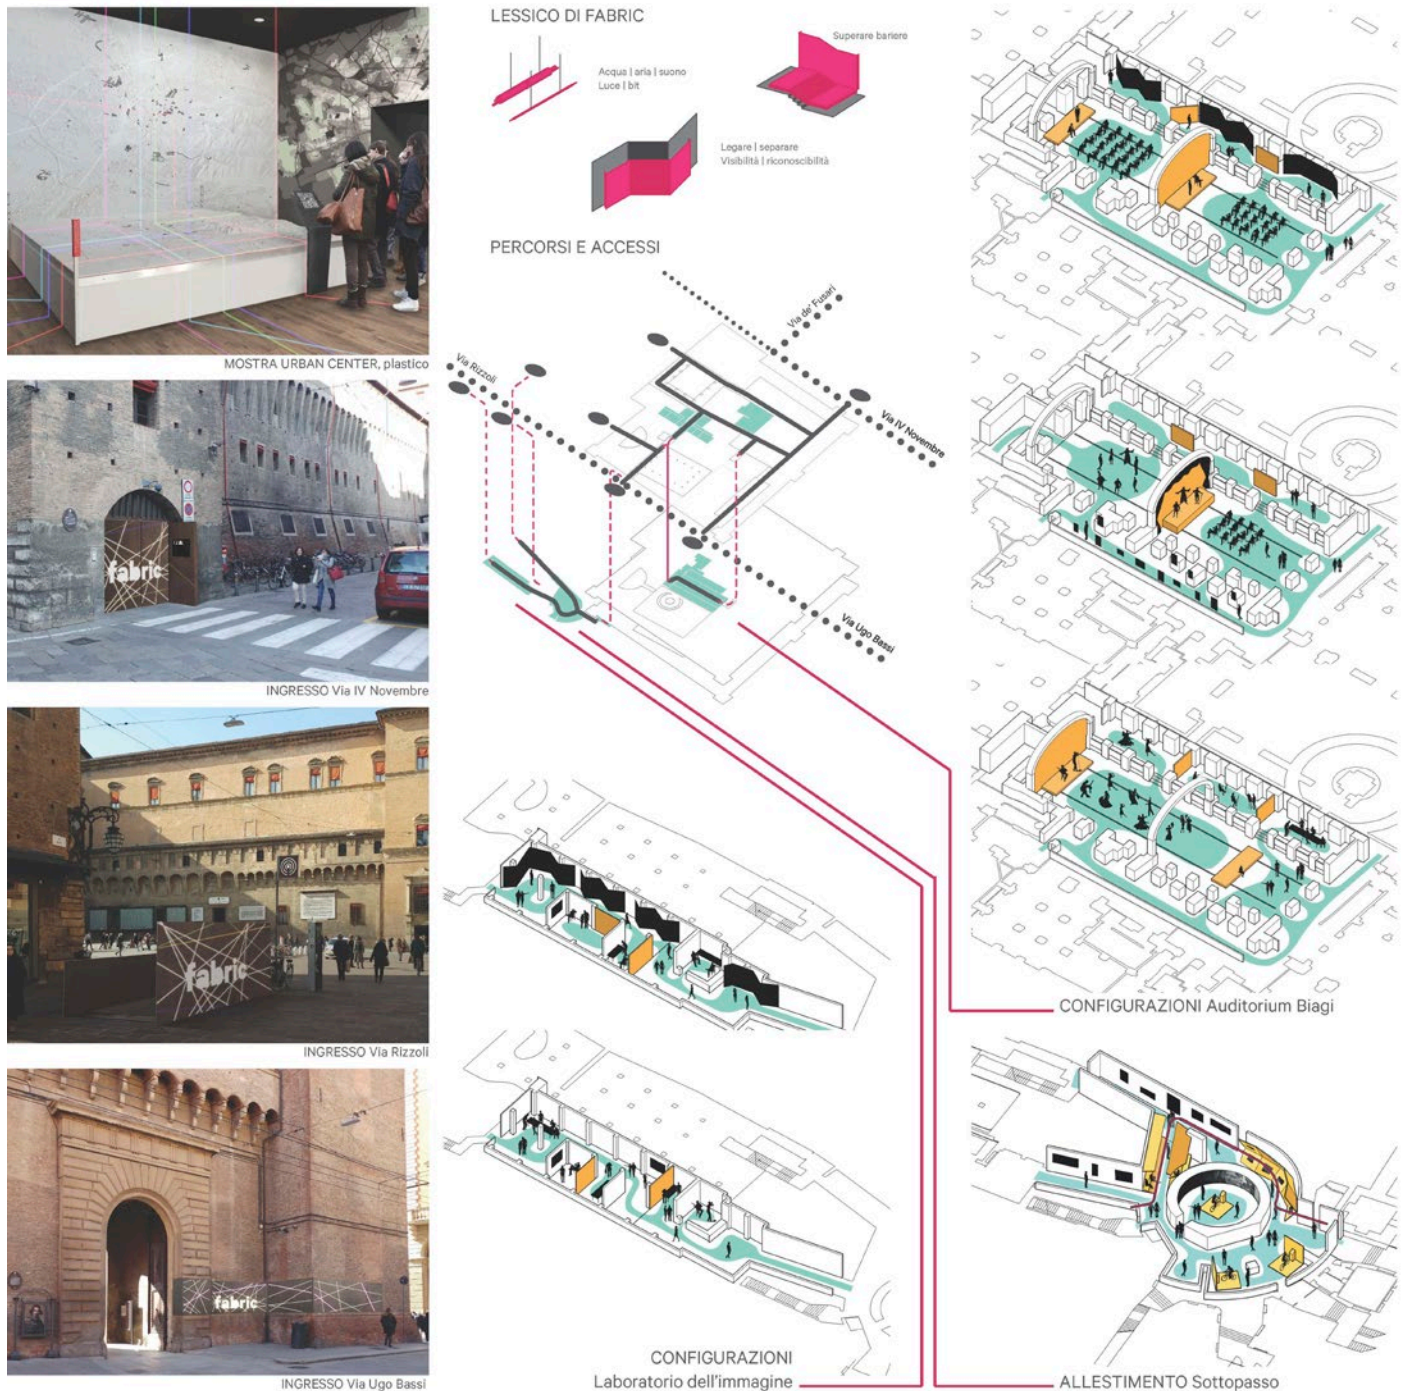 MOSTRA URBAN CENTER, plastico
fabric
INGRESSO Via IV Novembre
fabric
INGRESSO Via Rizzoli
fabric
INGRESSO Via Ugo Bassi
LESSICO DI FABRIC
Acqua | aria | suono
Luce | bit
Superare bariere
Legare | separare
Visibilità | riconoscibilità
PERCORSI E ACCESSI
Via de' Fusari
Via Rizzoli
Via IV Novembre
Via Ugo Bassi
CONFIGURAZIONI
Laboratorio dell'immagine
CONFIGURAZIONI Auditorium Biagi
ALLESTIMENTO Sottopasso